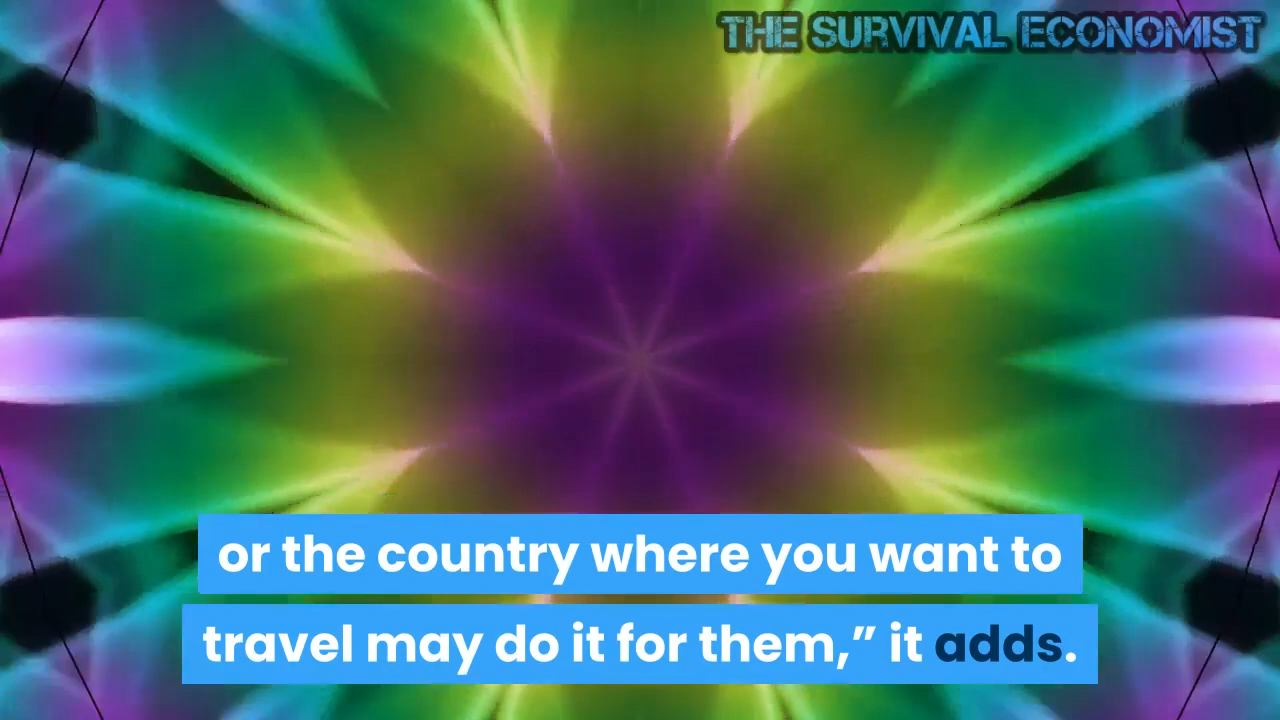 THE SURVIVAL ECONOMIST
or the country where you want to
travel may do it for them,” it adds.